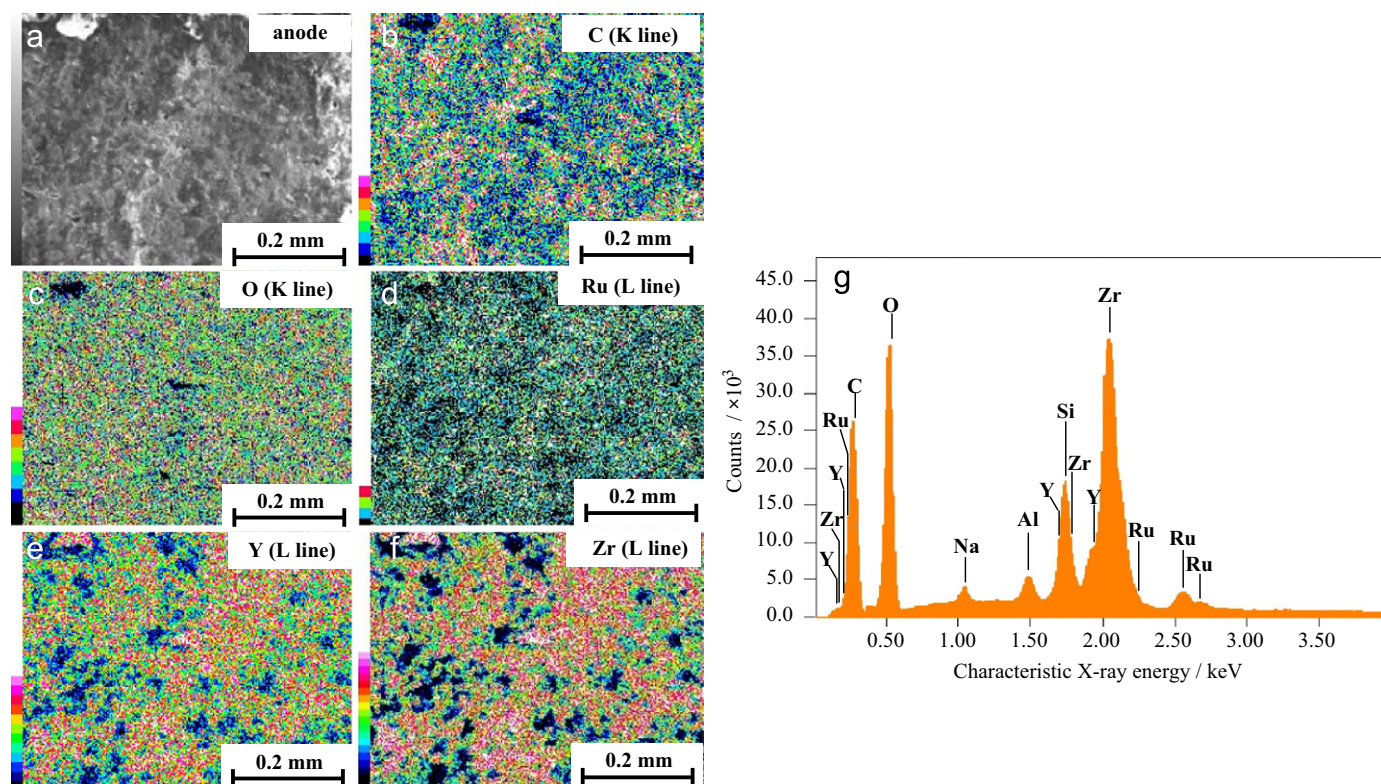 a
anode
0.2 mm
b
C (K line)
0.2 mm
c
O (K line)
0.2 mm
d
Ru (L line)
0.2 mm
e
Y (L line)
0.2 mm
f
Zr (L line)
0.2 mm
g
Counts / ×10³
45.0
40.0
35.0
30.0
25.0
20.0
15.0
10.0
5.0
0.0
Y
Zr
Y
Ru
C
O
Na
Al
Y
Si
Zr
Y
Zr
Ru
Ru
Ru
0.50
1.00
1.50
2.00
2.50
3.00
3.50
Characteristic X-ray energy / keV